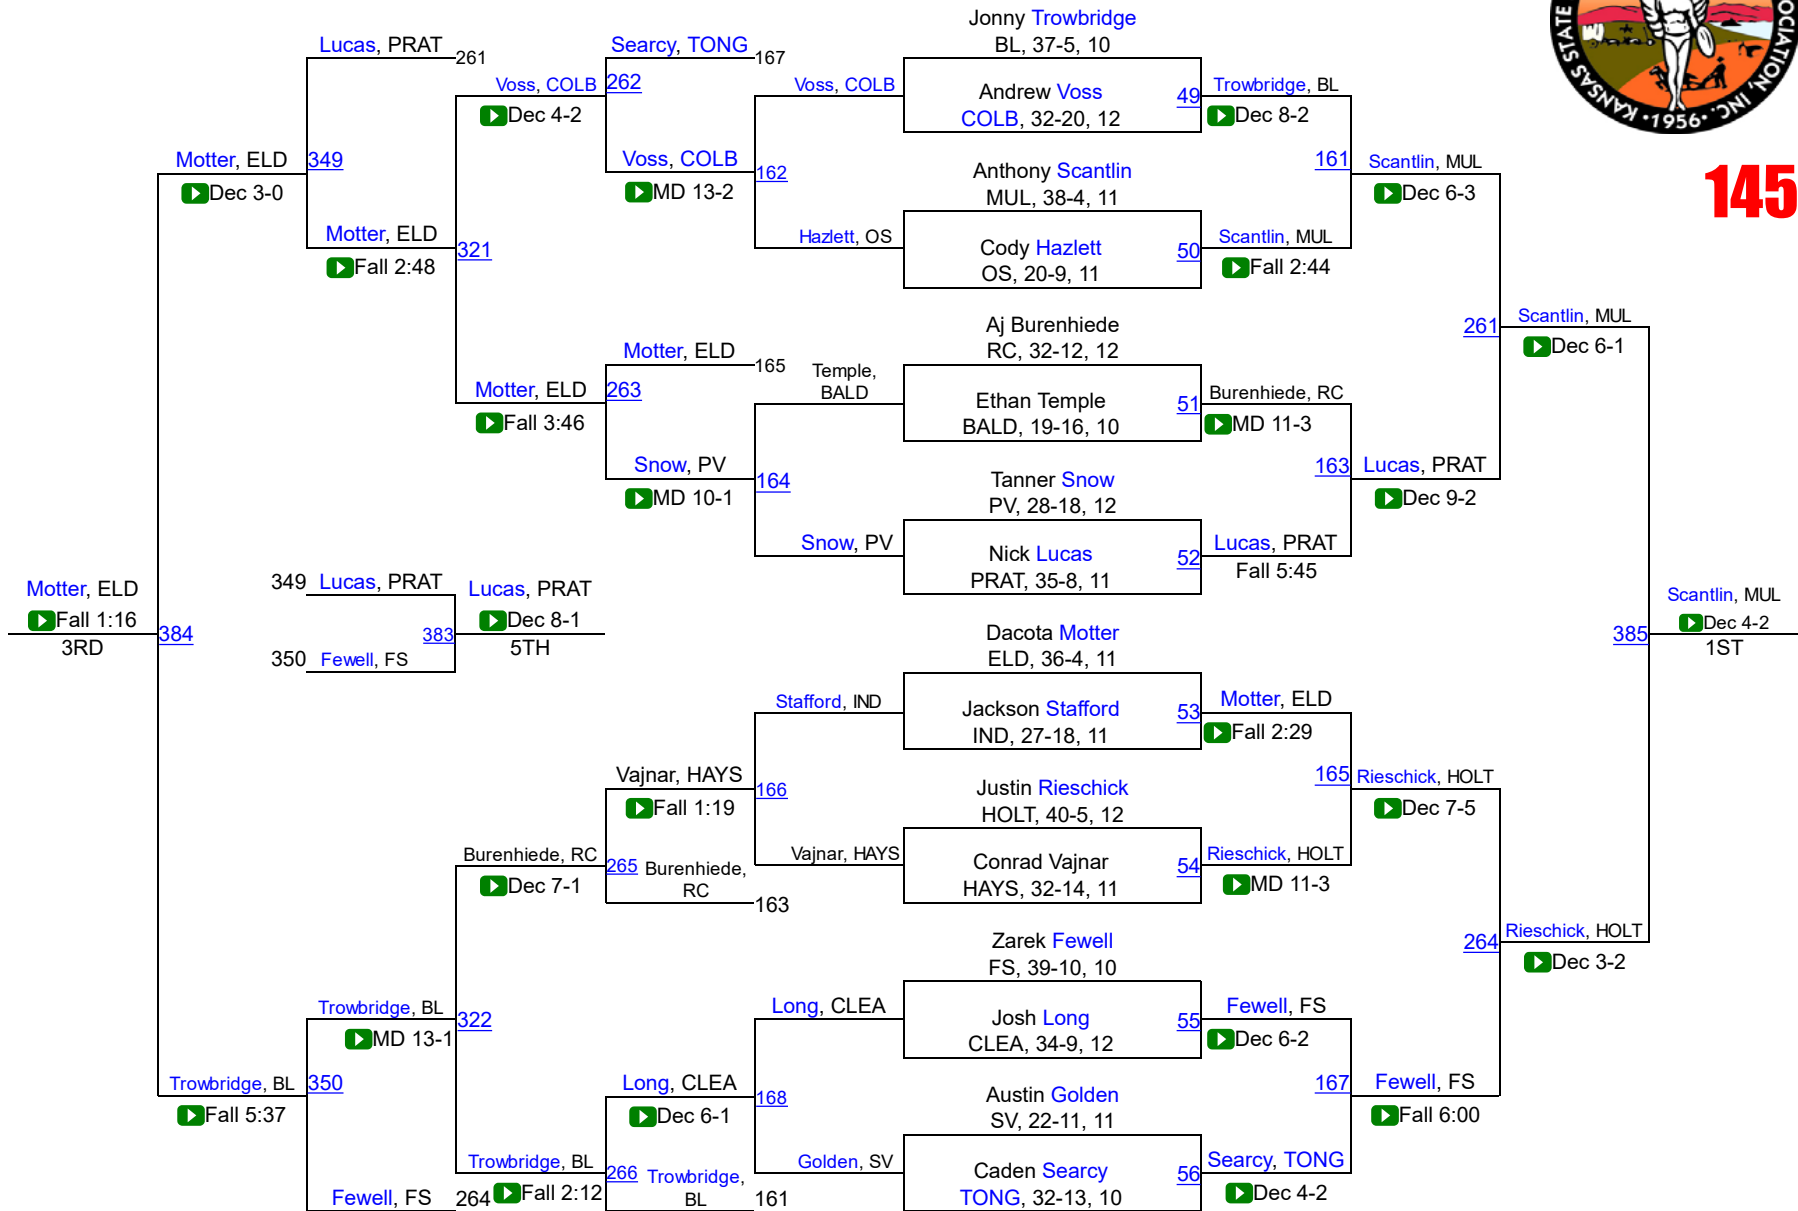 Jonny Trowbridge
BL, 37-5, 10
Andrew Voss
COLB, 32-20, 12
49
Anthony Scantlin
MUL, 38-4, 11
Cody Hazlett
OS, 20-9, 11
50
Aj Burenhiede
RC, 32-12, 12
Ethan Temple
BALD, 19-16, 10
51
Tanner Snow
PV, 28-18, 12
Nick Lucas
PRAT, 35-8, 11
52
Dacota Motter
ELD, 36-4, 11
Jackson Stafford
IND, 27-18, 11
53
Justin Rieschick
HOLT, 40-5, 12
Conrad Vajnar
HAYS, 32-14, 11
54
Zarek Fewell
FS, 39-10, 10
Josh Long
CLEA, 34-9, 12
55
Austin Golden
SV, 22-11, 11
Caden Searcy
TONG, 32-13, 10
56
Trowbridge, BL
Dec 8-2
161
Scantlin, MUL
Fall 2:44
Burenhiede, RC
MD 11-3
163
Lucas, PRAT
Fall 5:45
Motter, ELD
Fall 2:29
165
Rieschick, HOLT
MD 11-3
Fewell, FS
Dec 6-2
167
Searcy, TONG
Dec 4-2
Scantlin, MUL
Dec 6-3
261
Lucas, PRAT
Dec 9-2
Rieschick, HOLT
Dec 7-5
264
Fewell, FS
Fall 6:00
Scantlin, MUL
Dec 6-1
385
Rieschick, HOLT
Dec 3-2
Scantlin, MUL
Dec 4-2
1ST
Voss, COLB
162
Hazlett, OS
Temple,
BALD
164
Snow, PV
Stafford, IND
166
Vajnar, HAYS
Long, CLEA
168
Golden, SV
Searcy, TONG
167
262
Voss, COLB
MD 13-2
Motter, ELD
165
263
Snow, PV
MD 10-1
Vajnar, HAYS
Fall 1:19
265
Burenhiede,
RC
163
Long, CLEA
Dec 6-1
266
Trowbridge,
BL
161
Voss, COLB
Dec 4-2
321
Motter, ELD
Fall 3:46
Burenhiede, RC
Dec 7-1
322
Trowbridge, BL
Fall 2:12
Lucas, PRAT
261
349
Motter, ELD
Fall 2:48
Trowbridge, BL
MD 13-1
350
Fewell, FS
264
Motter, ELD
Dec 3-0
384
Trowbridge, BL
Fall 5:37
Motter, ELD
Fall 1:16
3RD
349 Lucas, PRAT
383
350 Fewell, FS
Lucas, PRAT
Dec 8-1
5TH
145
KANSAS STATE
OCIATION, INC.
•1956•